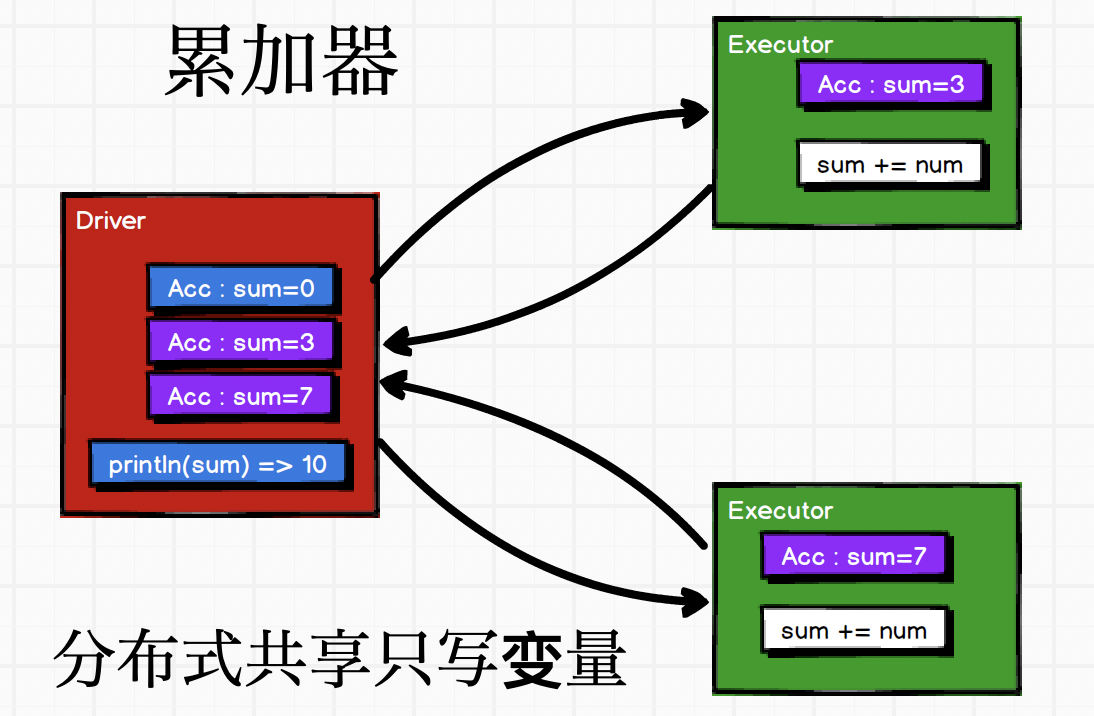 累加器
Executor
Acc : sum=3
sum += num
Driver
Acc : sum=0
Acc : sum=3
Acc : sum=7
println(sum) => 10
Executor
Acc : sum=7
sum += num
分布式共享只写变量